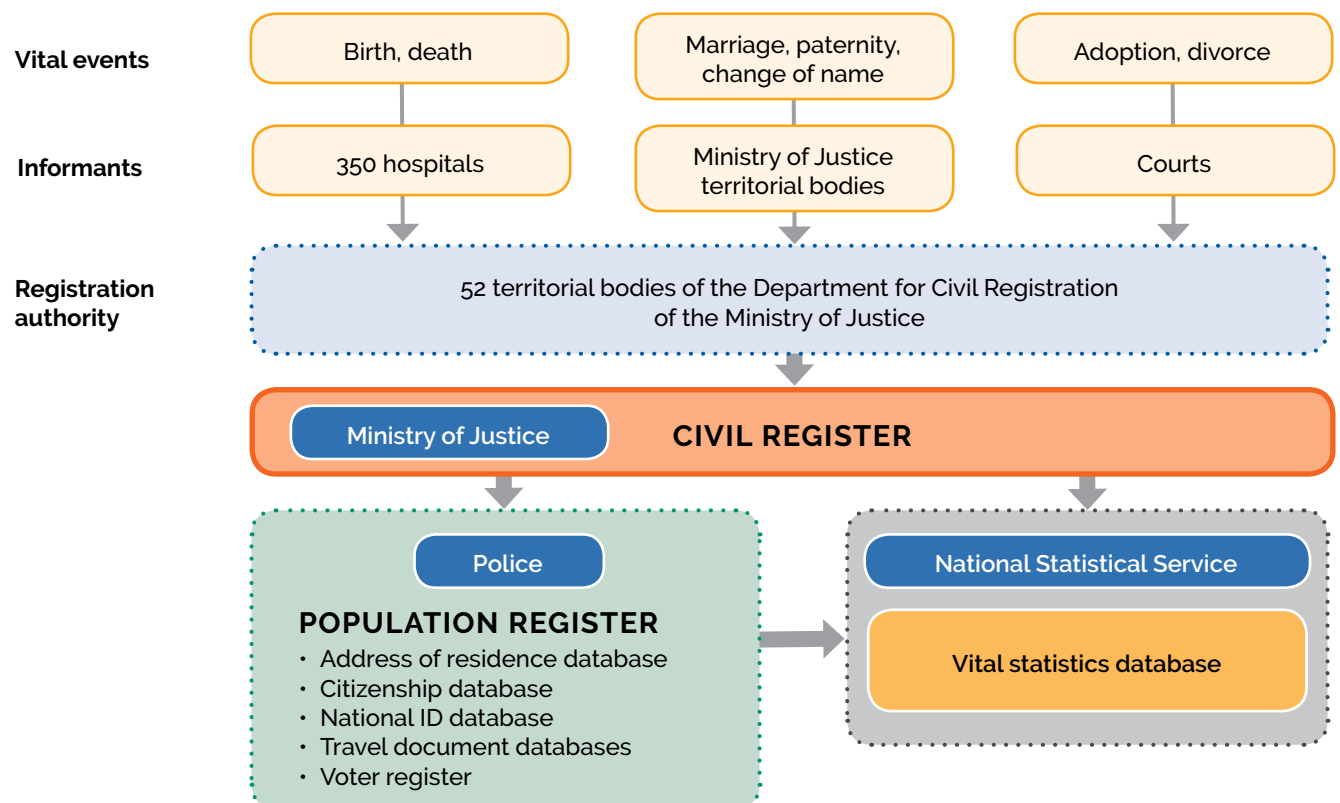 Vital events
Birth, death
Marriage, paternity,
change of name
Adoption, divorce
Informants
350 hospitals
Ministry of Justice
territorial bodies
Courts
Registration
authority
52 territorial bodies of the Department for Civil Registration
of the Ministry of Justice
Ministry of Justice
CIVIL REGISTER
Police
POPULATION REGISTER
• Address of residence database
• Citizenship database
• National ID database
• Travel document databases
• Voter register
National Statistical Service
Vital statistics database